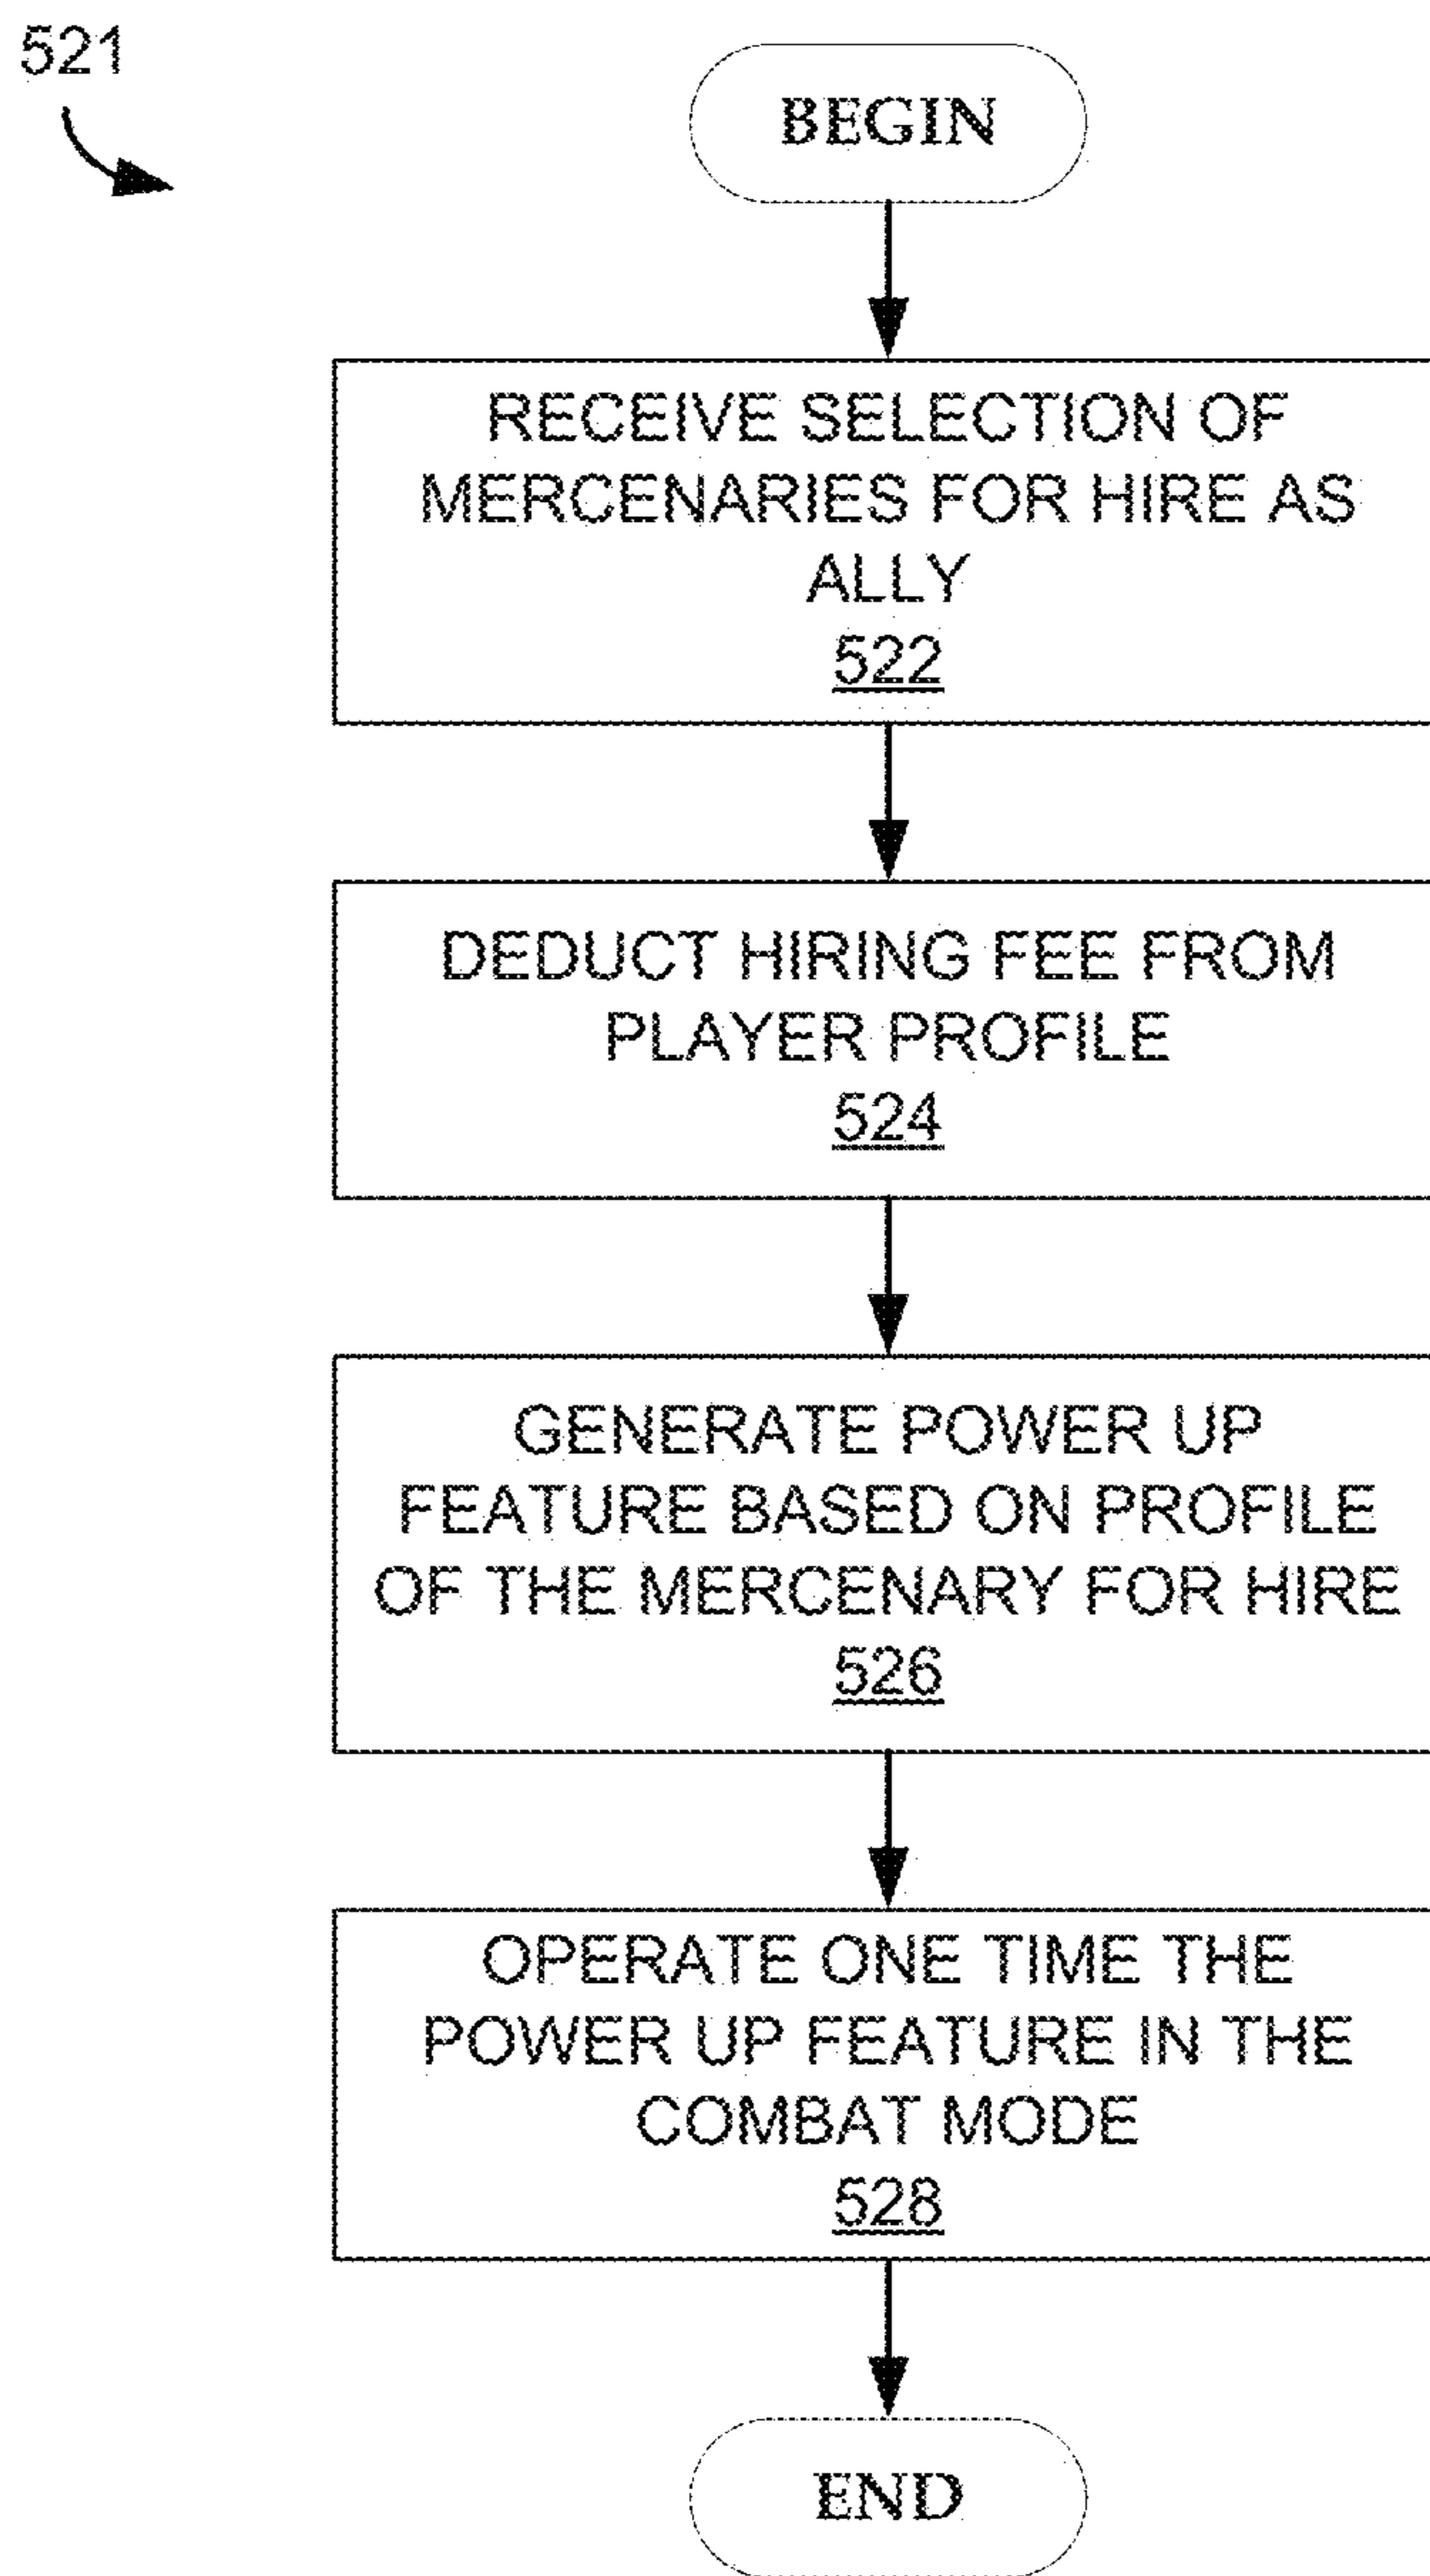 521
BEGIN
RECEIVE SELECTION OF
MERCENARIES FOR HIRE AS
ALLY
522
DEDUCT HIRING FEE FROM
PLAYER PROFILE
524
GENERATE POWER UP
FEATURE BASED ON PROFILE
OF THE MERCENARY FOR HIRE
526
OPERATE ONE TIME THE
POWER UP FEATURE IN THE
COMBAT MODE
528
END